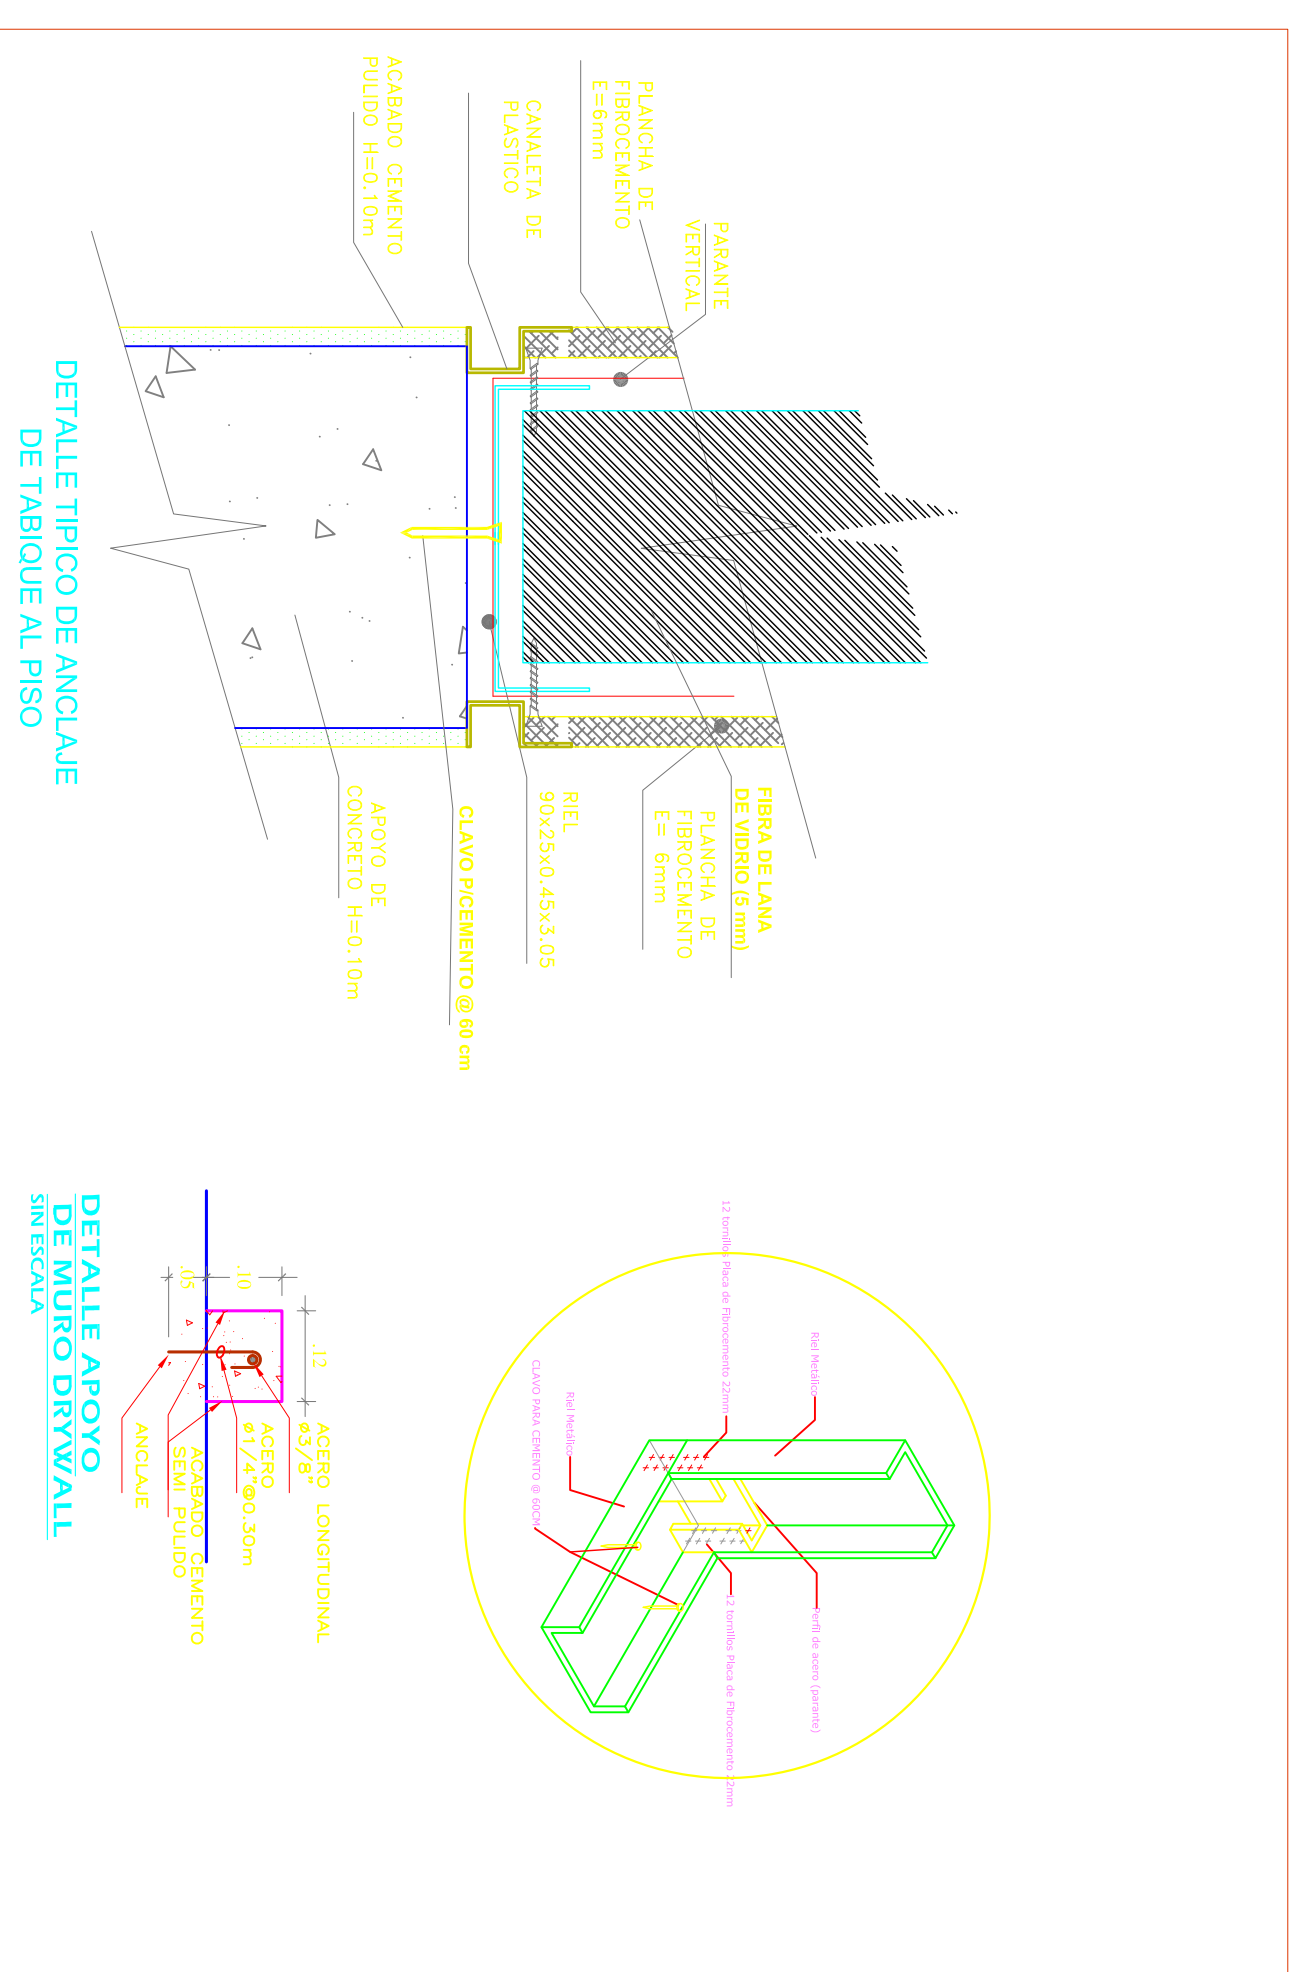 PARANTE
VERTICAL
PLANCHA DE
FIBROCEMENTO
E=6mm
CANALETA DE
PLASTICO
ACABADO CEMENTO
PULIDO H=0.10m
FIBRA DE LANA
DE VIDRIO (5 mm)
PLANCHA DE
FIBROCEMENTO
E= 6mm
RIEL
90x25x0.45x3.05
CLAVO P/CEMENTO @ 60 cm
APOYO DE
CONCRETO H=0.10m
DETALLE TIPICO DE ANCLAJE
DE TABIQUE AL PISO
Riel Metálico
12 tornillos Placa de Fibrocemento 22mm
Riel Metálico
CLAVO PARA CEMENTO @ 60CM
Perfil de acero (parante)
12 tornillos Placa de Fibrocemento 22mm
.12
.10
.05
ACERO LONGITUDINAL
ø3/8"
ACERO
ø1/4"@0.30m
ACABADO CEMENTO
SEMI PULIDO
ANCLAJE
DETALLE APOYO
DE MURO DRYWALL
SIN ESCALA